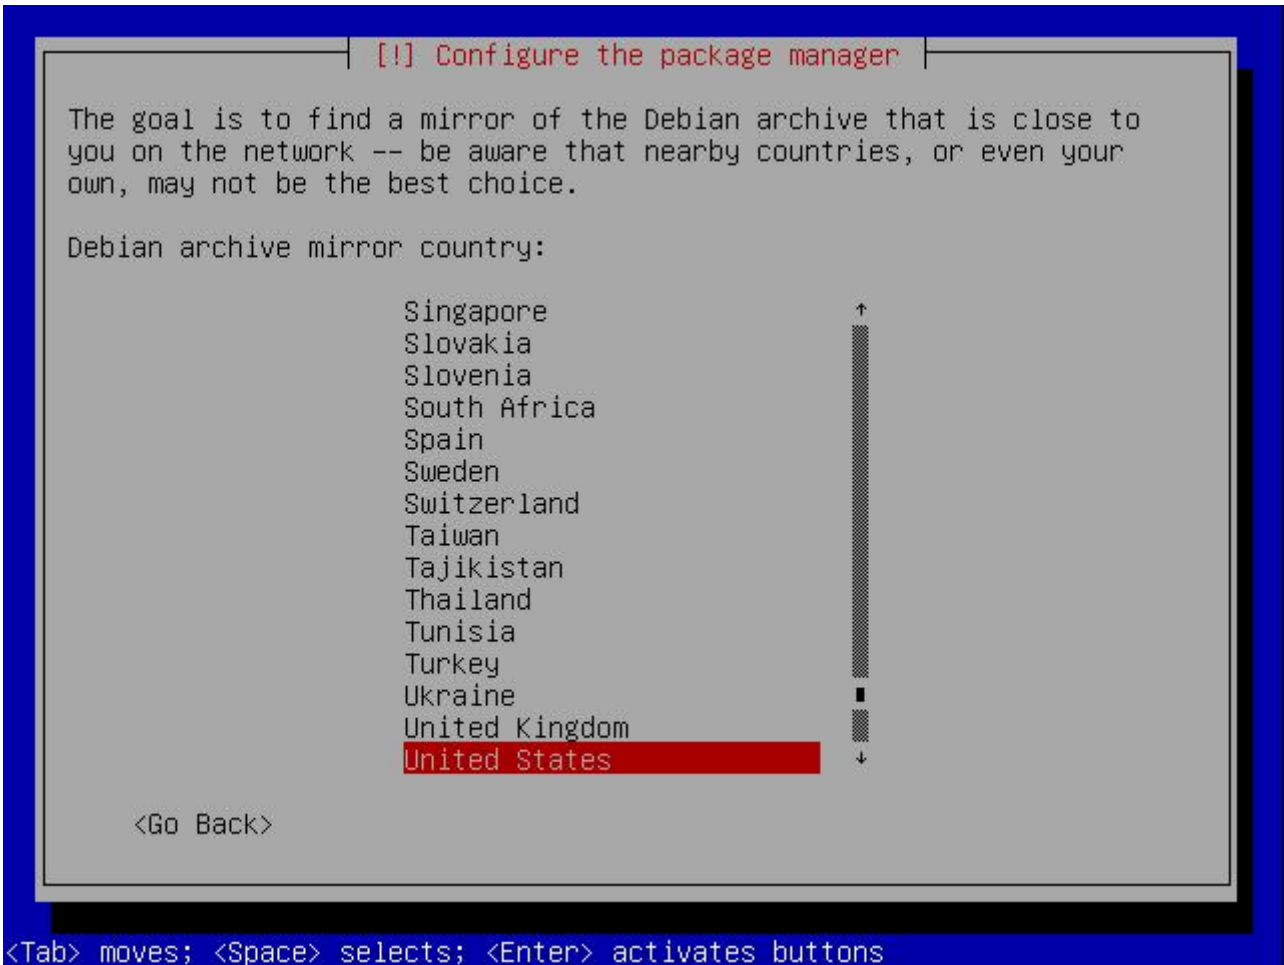 [!] Configure the package manager
The goal is to find a mirror of the Debian archive that is close to
you on the network -- be aware that nearby countries, or even your
own, may not be the best choice.
Debian archive mirror country:
Singapore
Slovakia
Slovenia
South Africa
Spain
Sweden
Switzerland
Taiwan
Tajikistan
Thailand
Tunisia
Turkey
Ukraine
United Kingdom
United States
<Go Back>
<Tab> moves; <Space> selects; <Enter> activates buttons